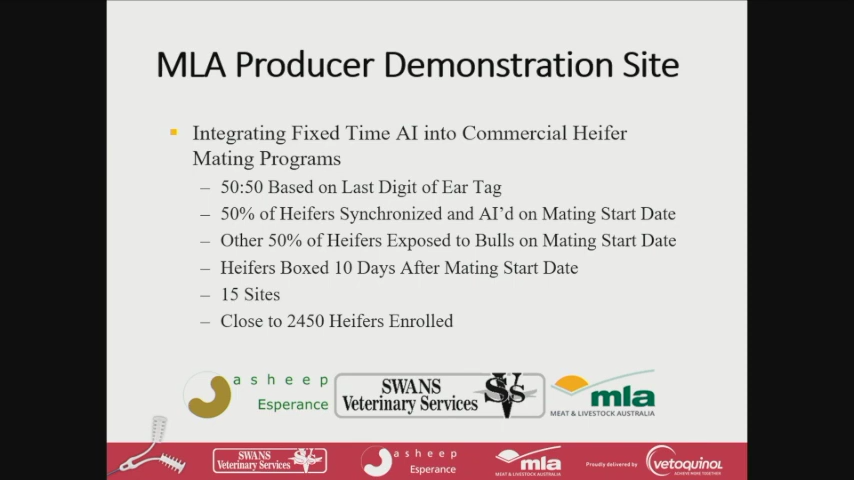 MLA Producer Demonstration Site
Integrating Fixed Time AI into Commercial Heifer
Mating Programs
– 50:50 Based on Last Digit of Ear Tag
– 50% of Heifers Synchronized and AI'd on Mating Start Date
– Other 50% of Heifers Exposed to Bulls on Mating Start Date
– Heifers Boxed 10 Days After Mating Start Date
– 15 Sites
– Close to 2450 Heifers Enrolled
asheep
Esperance
SWANS
Veterinary Services
SVS
mla
MEAT & LIVESTOCK AUSTRALIA
SWANS
Veterinary Services
asheep
Esperance
mla
MEAT & LIVESTOCK AUSTRALIA
Proudly delivered by
vetoquinol
ACHIEVE MORE TOGETHER